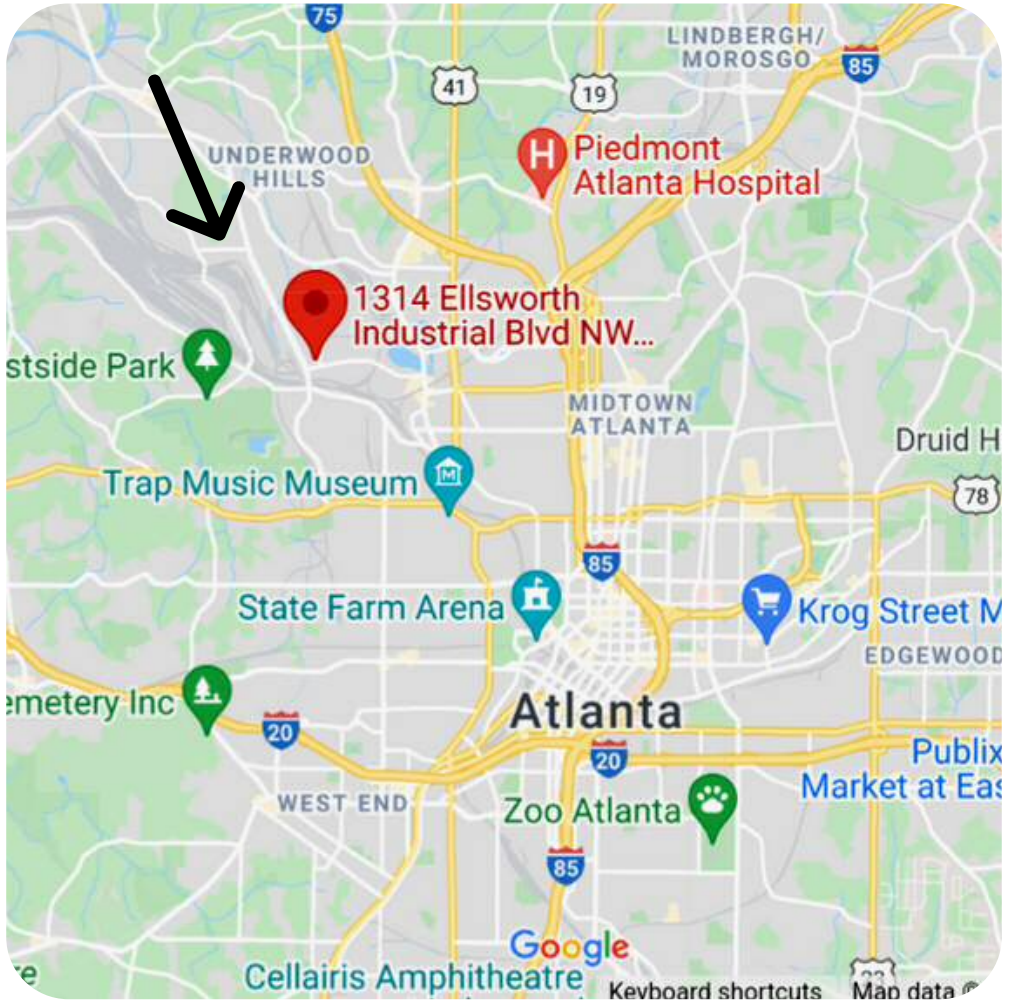 75
LINDBERGH/
MOROSGO
85
41
19
UNDERWOOD
HILLS
H
Piedmont
Atlanta Hospital
1314 Ellsworth
Industrial Blvd NW...
stside Park
MIDTOWN
ATLANTA
Druid H
Trap Music Museum
M
78
85
State Farm Arena
Krog Street M
EDGEWOOD
emetery Inc
Atlanta
20
20
Publix
Market at Eas
WEST END
Zoo Atlanta
85
Google
re
Cellairis Amphitheatre
Keyboard shortcuts
Map data ©